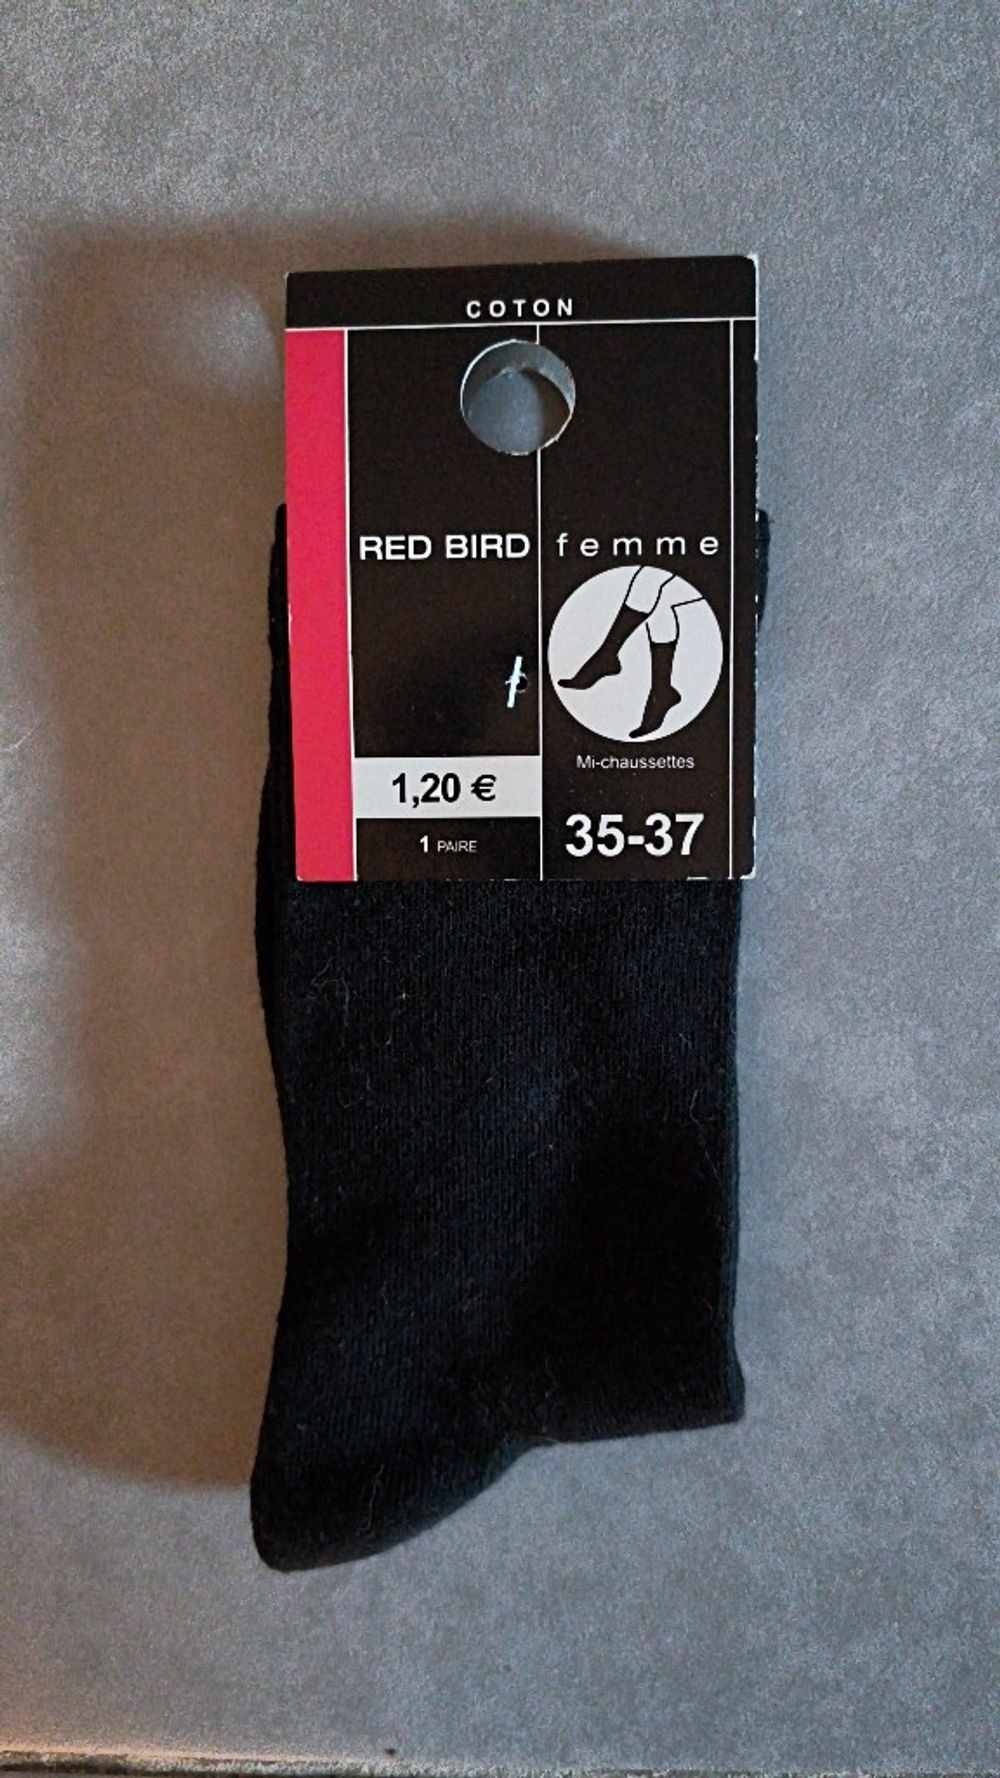 COTON
RED BIRD
femme
Mi-chaussettes
1,20 €
35-37
1 PAIRE